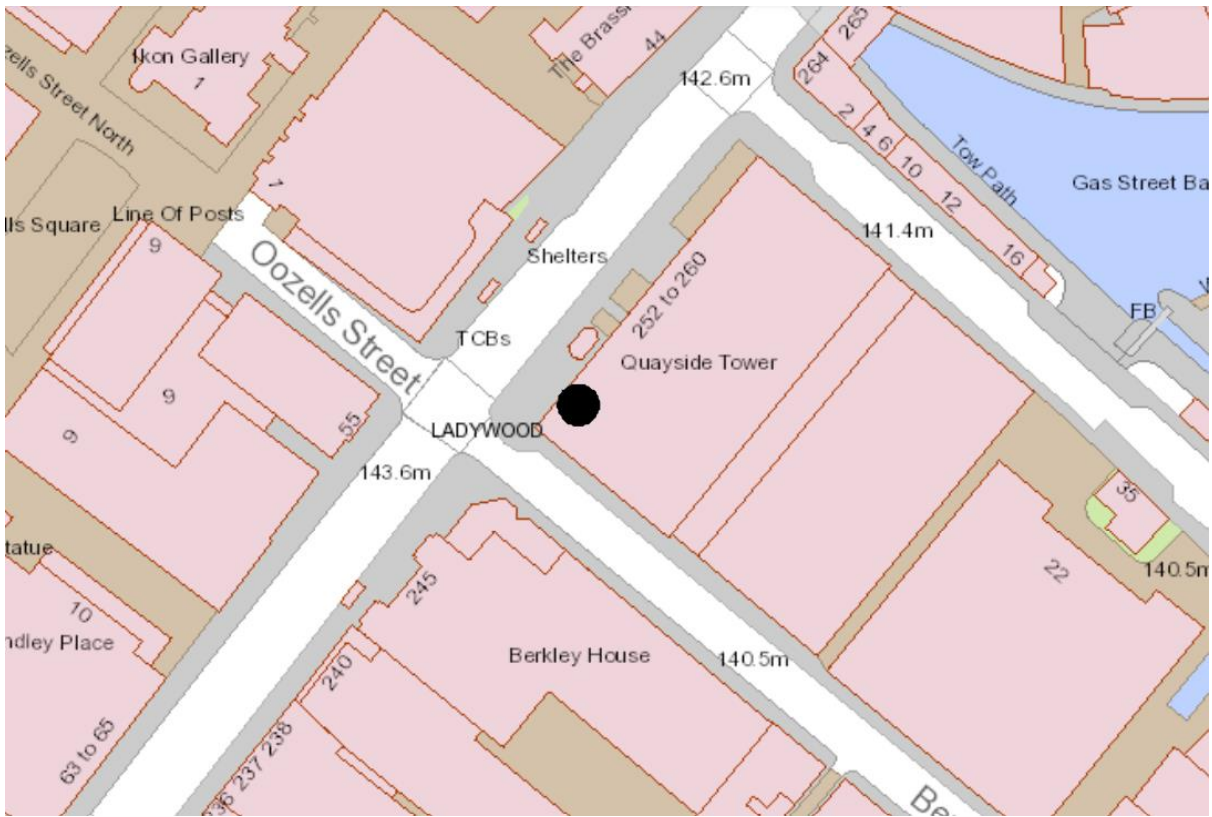 Ikon Gallery
1
44
265
264
142.6m
2
4
6
10
12
16
Tow Path
Gas Street Ba
141.4m
zells Street North
1
Line Of Posts
lls Square
9
Oozells Street
Shelters
TCBs
252 to 260
Quayside Tower
FB
9
9
55
LADYWOOD
143.6m
35
22
140.5m
tatue
10
ndley Place
245
240
Berkley House
140.5m
63 to 65
238
237
236
The Brassi
Be